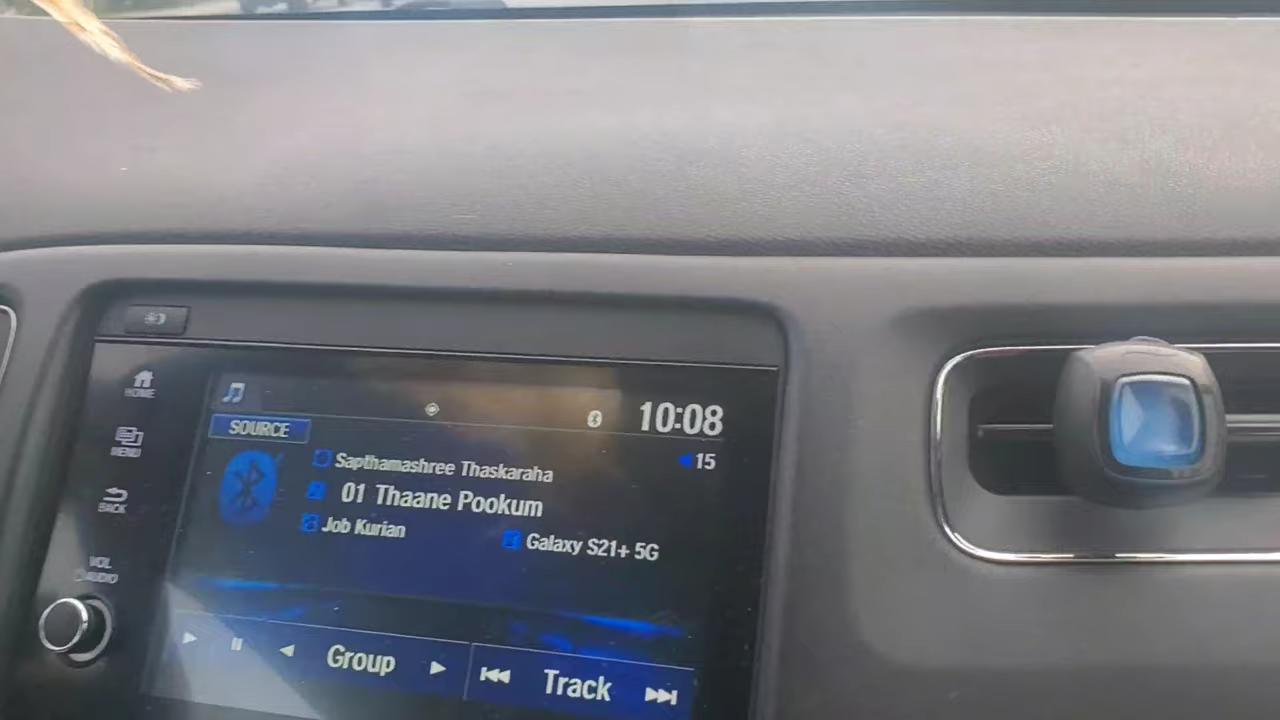 HOME
MENU
BACK
VOL
AUDIO
SOURCE
10:08
15
Sapthamashree Thaskaraha
01 Thaane Pookum
Job Kurian
Galaxy S21+ 5G
Group
Track